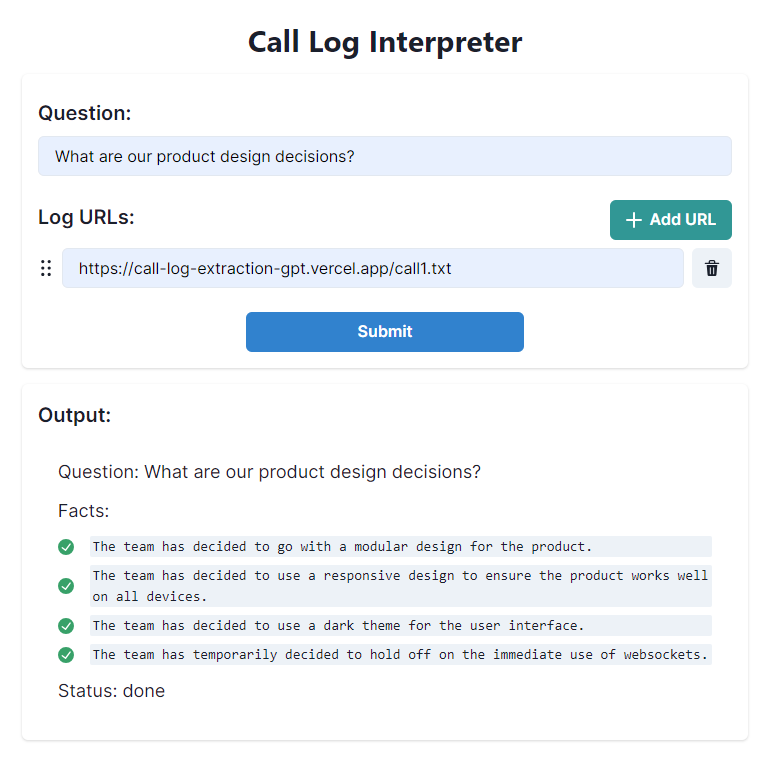 Call Log Interpreter
Question:
What are our product design decisions?
Log URLs:
Add URL
https://call-log-extraction-gpt.vercel.app/call1.txt
Submit
Output:
Question: What are our product design decisions?
Facts:
The team has decided to go with a modular design for the product.
The team has decided to use a responsive design to ensure the product works well
on all devices.
The team has decided to use a dark theme for the user interface.
The team has temporarily decided to hold off on the immediate use of websockets.
Status: done